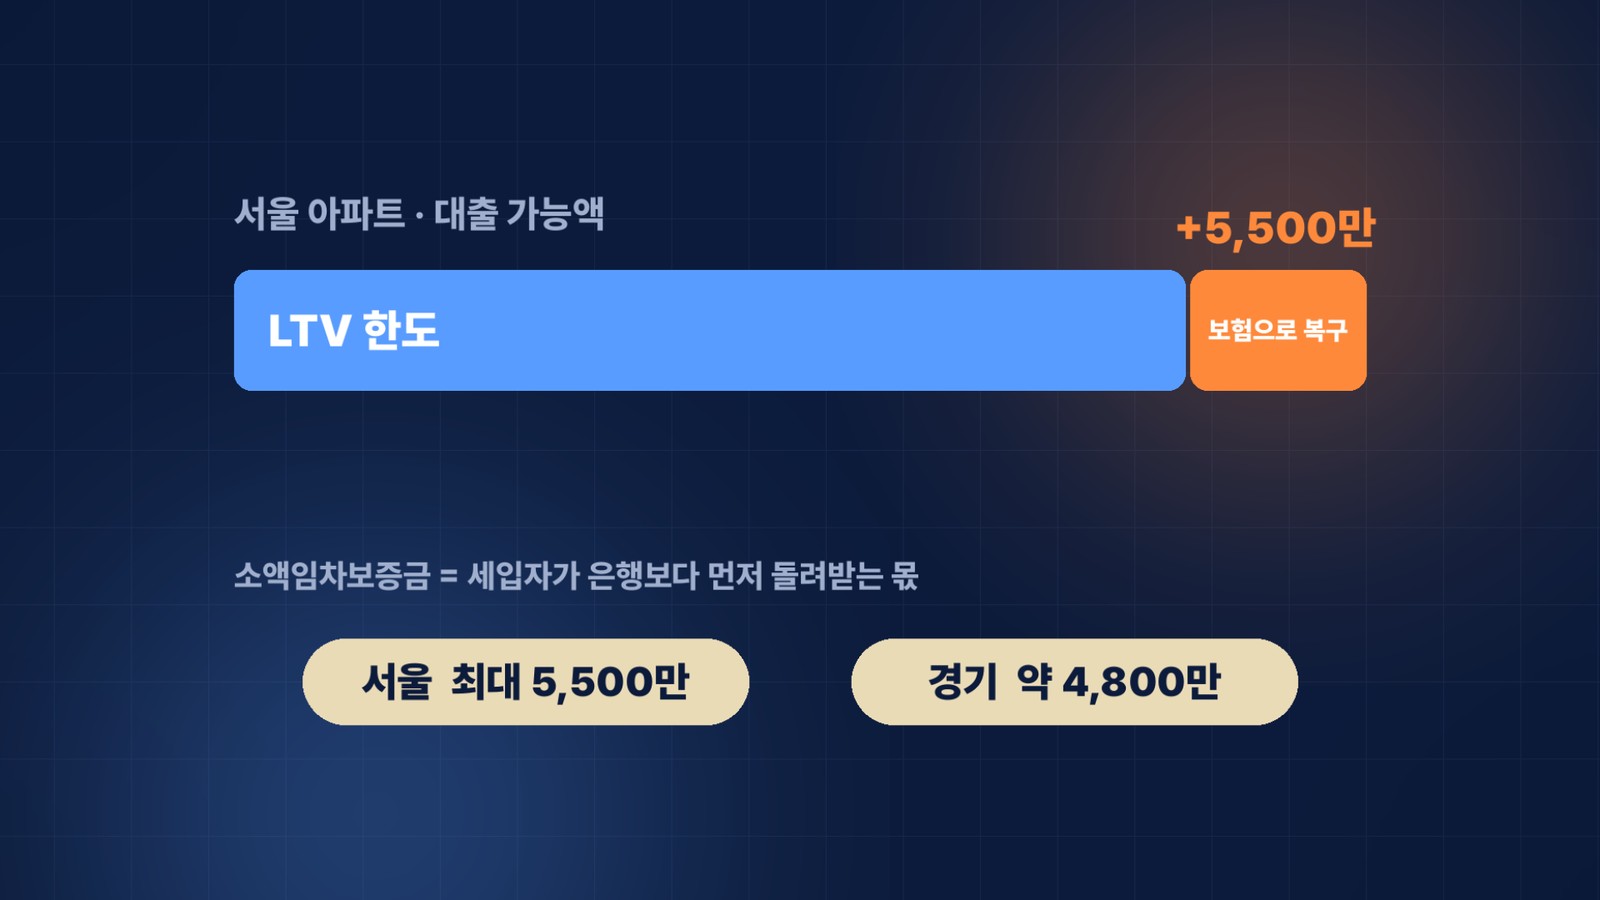 서울 아파트 · 대출 가능액
+5,500만
LTV 한도
보험으로 복구
소액임차보증금 = 세입자가 은행보다 먼저 돌려받는 몫
서울 최대 5,500만
경기 약 4,800만